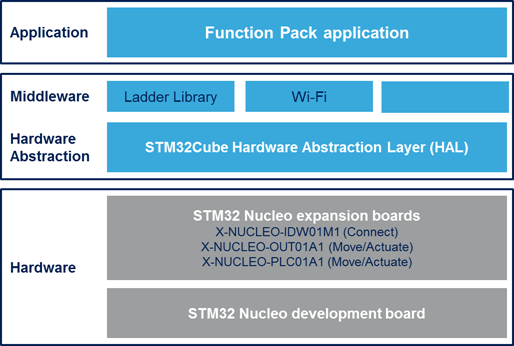 Application
Function Pack application
Middleware
Ladder Library
Wi-Fi
Hardware
Abstraction
STM32Cube Hardware Abstraction Layer (HAL)
Hardware
STM32 Nucleo expansion boards
X-NUCLEO-IDW01M1 (Connect)
X-NUCLEO-OUT01A1 (Move/Actuate)
X-NUCLEO-PLC01A1 (Move/Actuate)
STM32 Nucleo development board